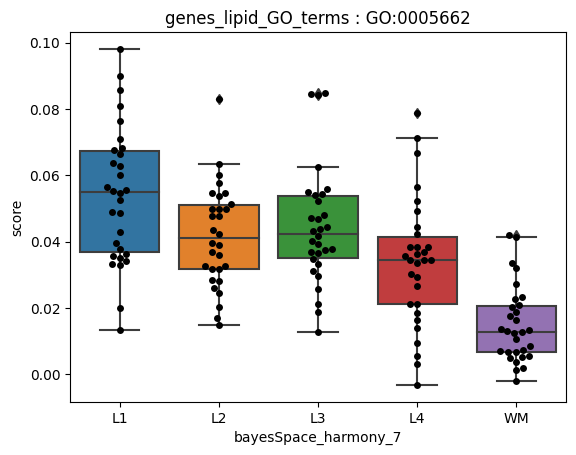 genes_lipid_GO_terms : GO:0005662
0.10
0.08
0.06
0.04
0.02
0.00
score
L1 L2 L3 L4 WM
bayesSpace_harmony_7